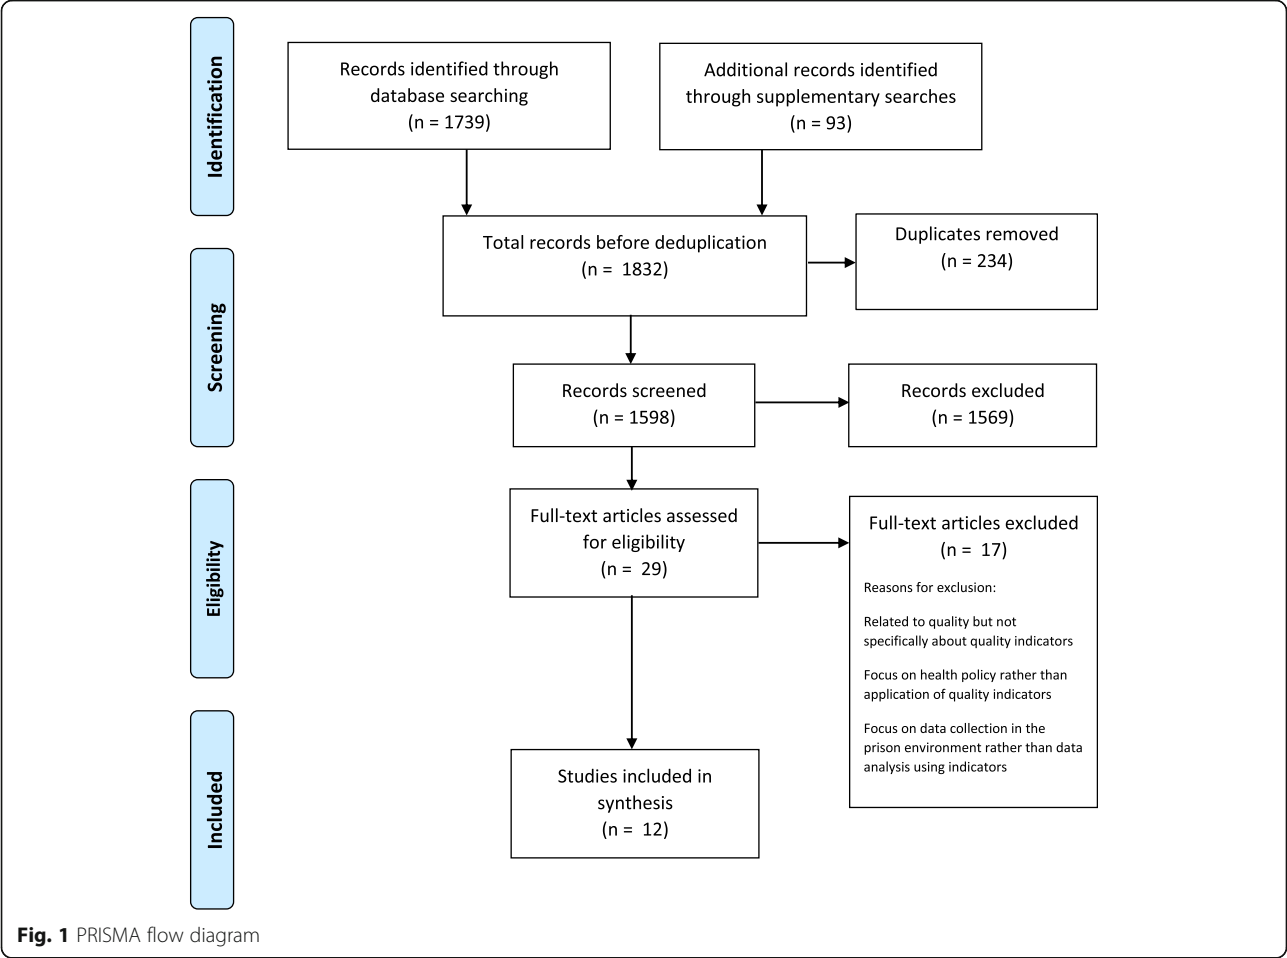 Identification
Records identified through
database searching
(n = 1739)
Additional records identified
through supplementary searches
(n = 93)
Screening
Total records before deduplication
(n = 1832)
Duplicates removed
(n = 234)
Records screened
(n = 1598)
Records excluded
(n = 1569)
Eligibility
Full-text articles assessed
for eligibility
(n = 29)
Full-text articles excluded
(n = 17)
Reasons for exclusion:
Related to quality but not
specifically about quality indicators
Focus on health policy rather than
application of quality indicators
Focus on data collection in the
prison environment rather than data
analysis using indicators
Included
Studies included in
synthesis
(n = 12)
Fig. 1 PRISMA flow diagram